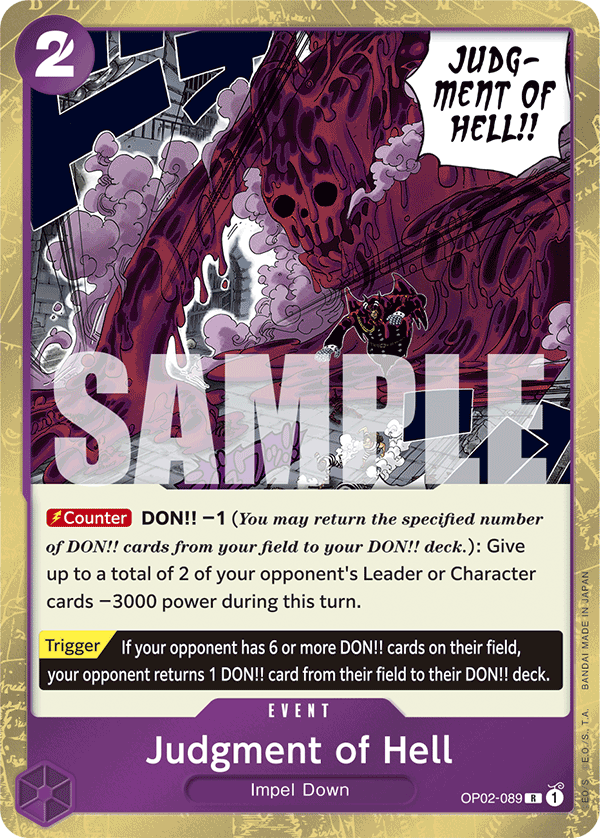 2
JUDG-
MENT OF
HELL!!
SAMPLE
Counter DON!! −1 (You may return the specified number
of DON!! cards from your field to your DON!! deck.): Give
up to a total of 2 of your opponent's Leader or Character
cards −3000 power during this turn.
Trigger If your opponent has 6 or more DON!! cards on their field,
your opponent returns 1 DON!! card from their field to their DON!! deck.
EVENT
Judgment of Hell
Impel Down
OP02-089 R 1
©E.O./S., T.A. BANDAI MADE IN JAPAN